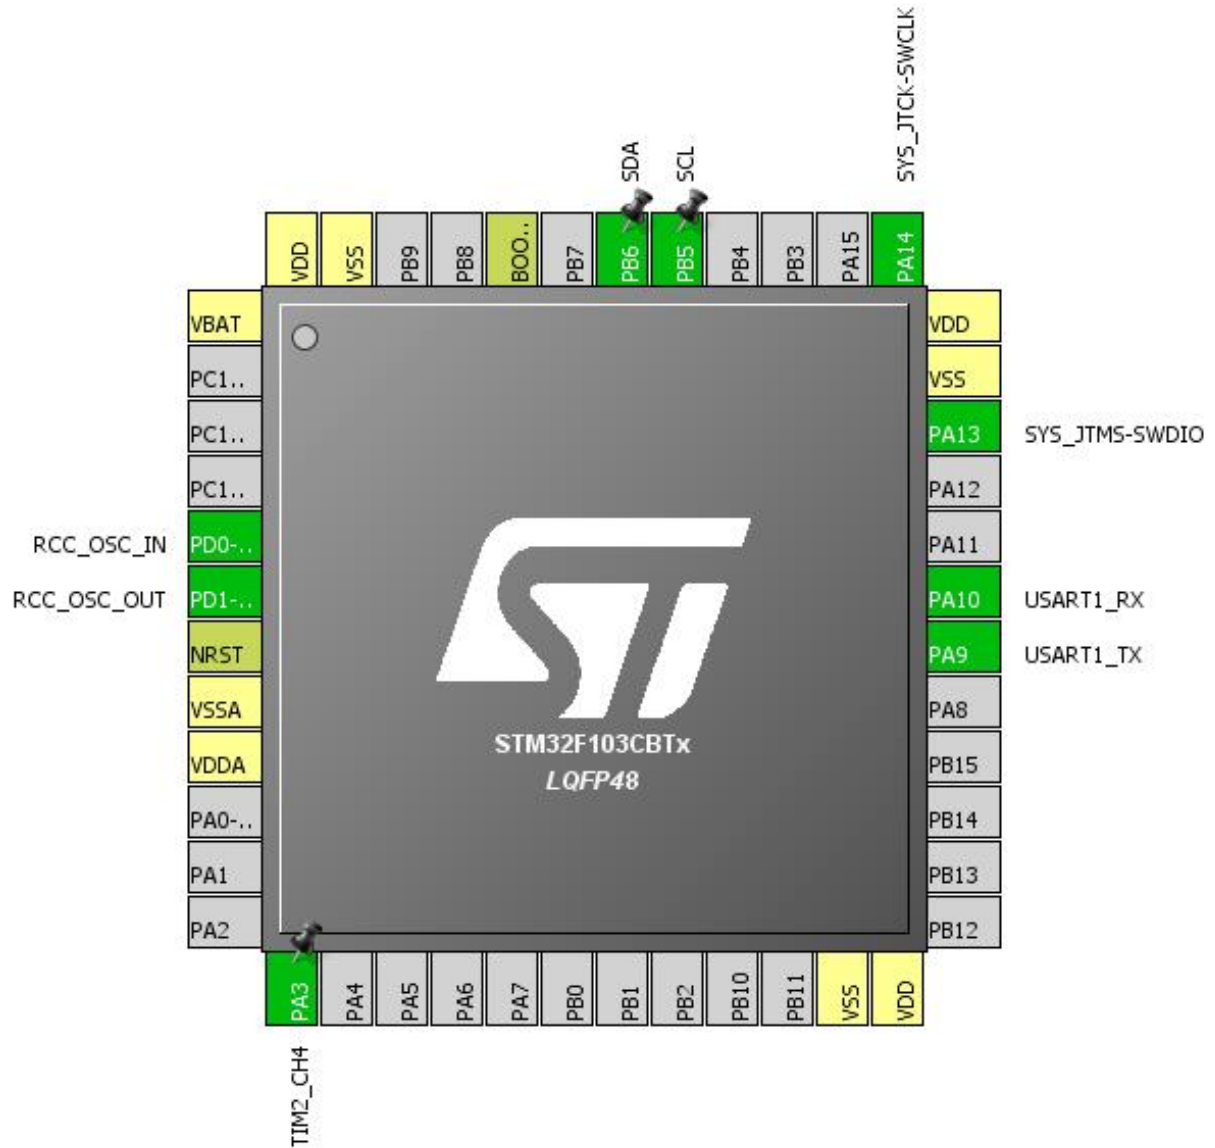 SYS_JTCK-SWCLK
SDA
SCL
VDD
VSS
PB9
PB8
BOO..
PB7
PB6
PB5
PB4
PB3
PA15
PA14
VBAT
PC1..
PC1..
PC1..
RCC_OSC_IN
PD0-..
RCC_OSC_OUT
PD1-..
NRST
VSSA
VDDA
PA0-..
PA1
PA2
VDD
VSS
PA13
SYS_JTMS-SWDIO
PA12
PA11
PA10
USART1_RX
PA9
USART1_TX
PA8
PB15
PB14
PB13
PB12
ST
STM32F103CBTx
LQFP48
PA3
PA4
PA5
PA6
PA7
PB0
PB1
PB2
PB10
PB11
VSS
VDD
TIM2_CH4